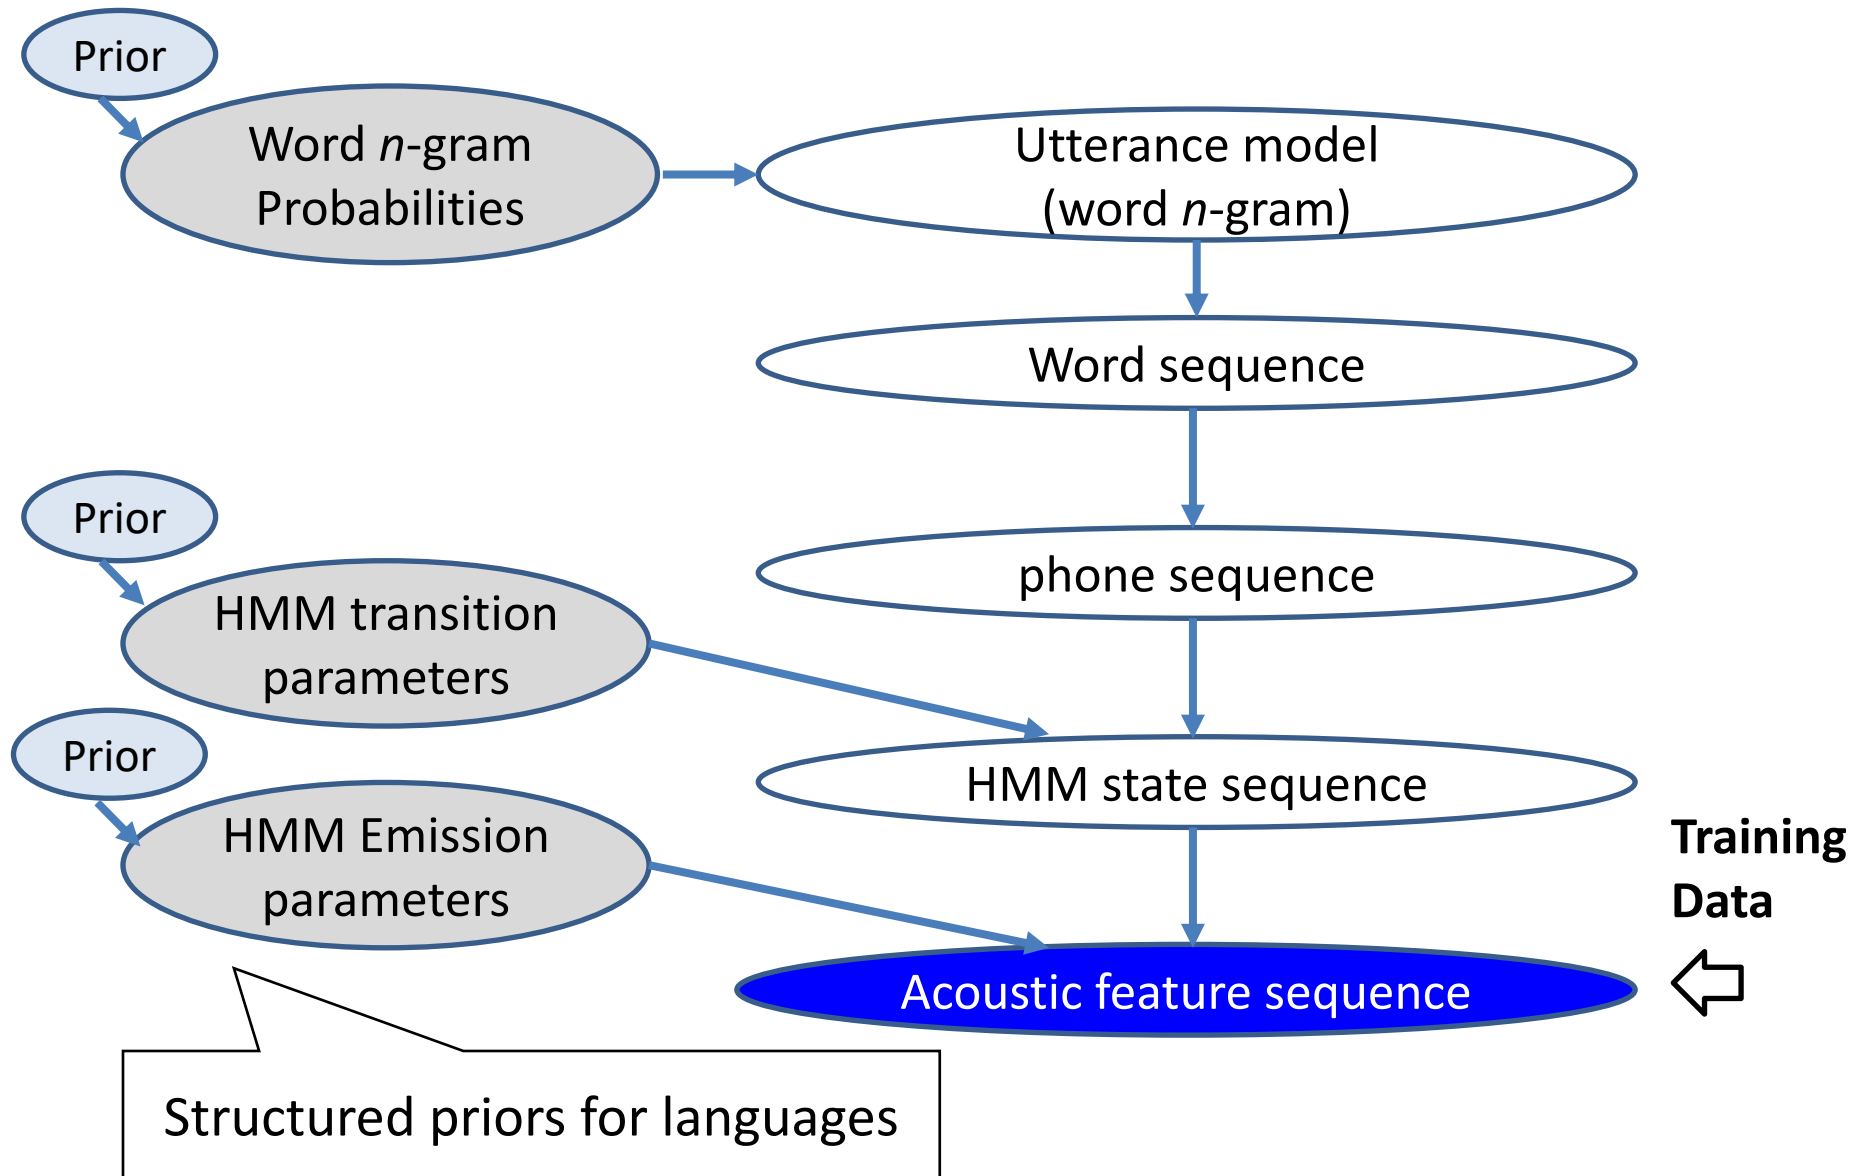 Prior
Word n-gram
Probabilities
Utterance model
(word n-gram)
Word sequence
Prior
phone sequence
HMM transition
parameters
Prior
HMM state sequence
HMM Emission
parameters
Training
Data
Acoustic feature sequence
Structured priors for languages